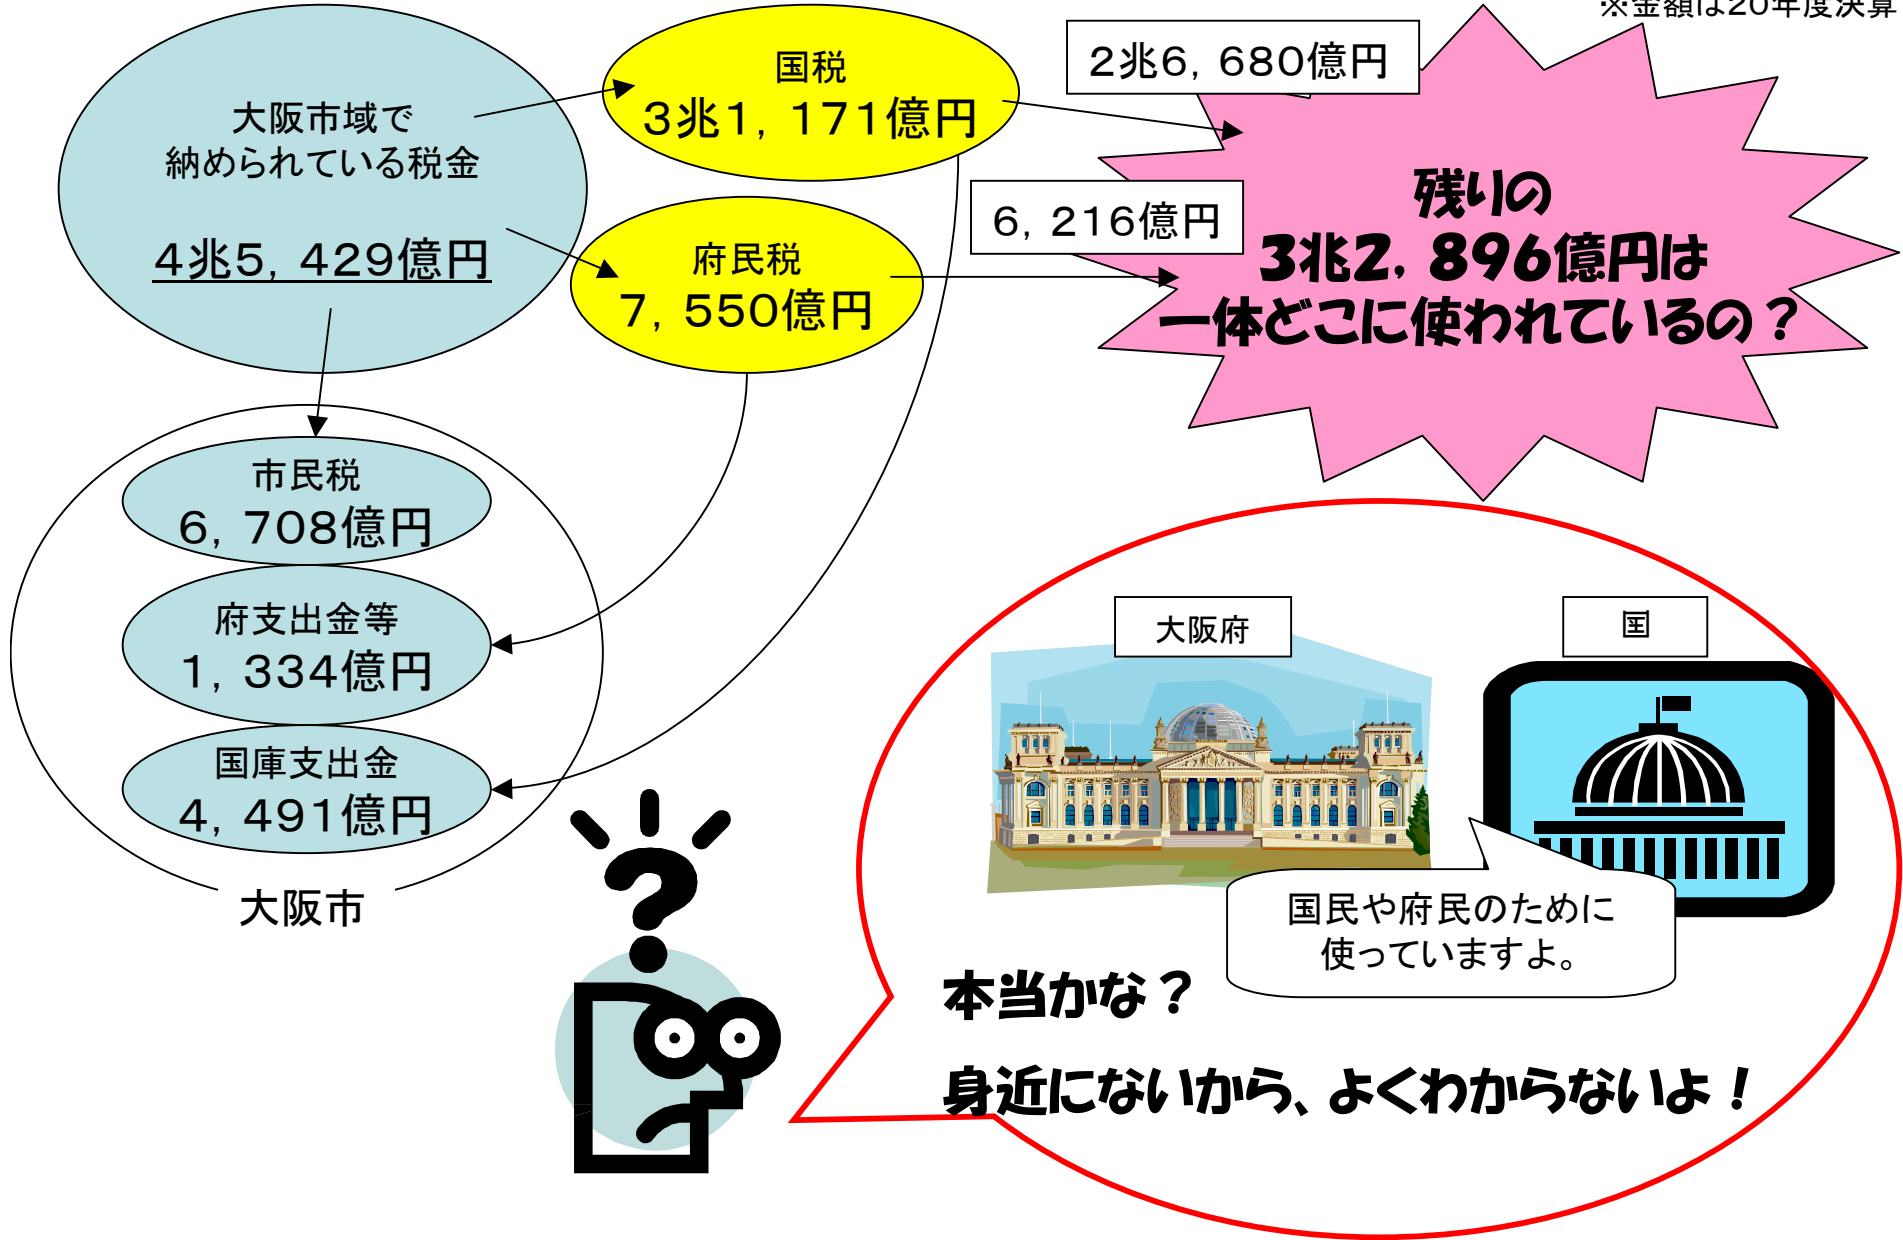 ※金額は20年度決算
大阪市域で
納められている税金
4兆5,429億円
国税
3兆1,171億円
2兆6,680億円
府民税
7,550億円
6,216億円
残りの
3兆2,896億円は
一体どこに使われているの?
市民税
6,708億円
府支出金等
1,334億円
国庫支出金
4,491億円
大阪市
大阪府
国
国民や府民のために
使っていますよ。
本当かな?
身近にないから、よくわからないよ!